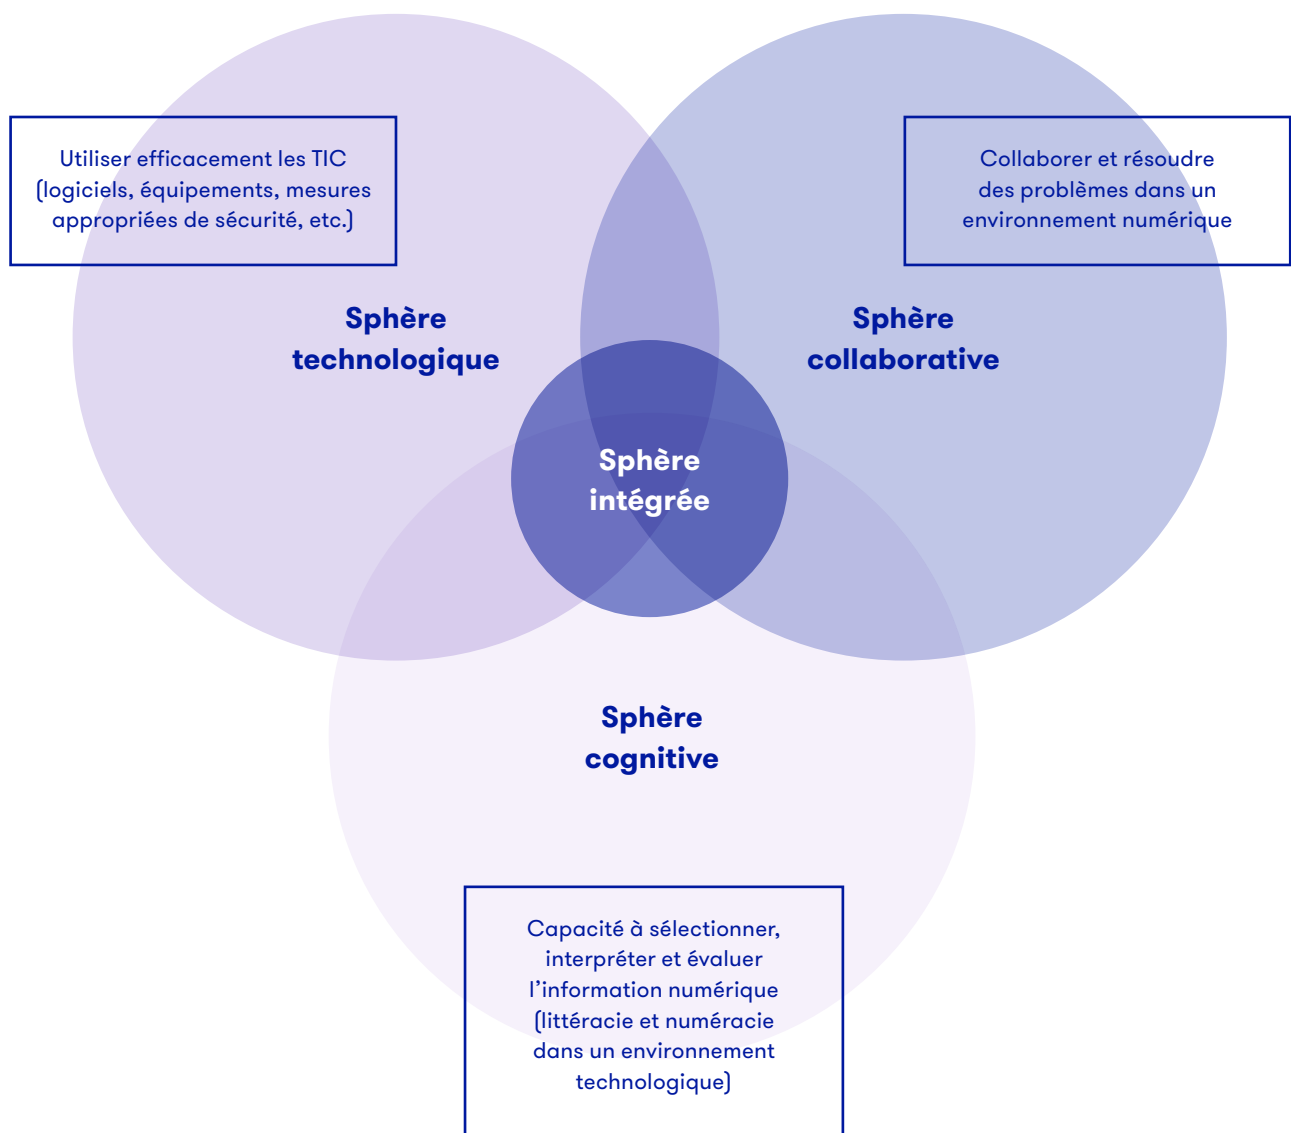 Utiliser efficacement les TIC
(logiciels, équipements, mesures
appropriées de sécurité, etc.)
Collaborer et résoudre
des problèmes dans un
environnement numérique
Sphère
technologique
Sphère
collaborative
Sphère
intégrée
Sphère
cognitive
Capacité à sélectionner,
interpréter et évaluer
l’information numérique
(littéracie et numéracie
dans un environnement
technologique)